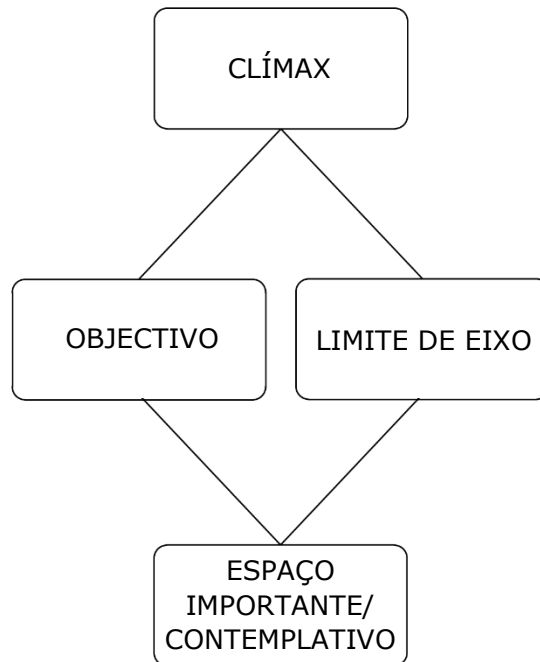 CLÍMAX
OBJECTIVO
LIMITE DE EIXO
ESPAÇO
IMPORTANTE/
CONTEMPLATIVO